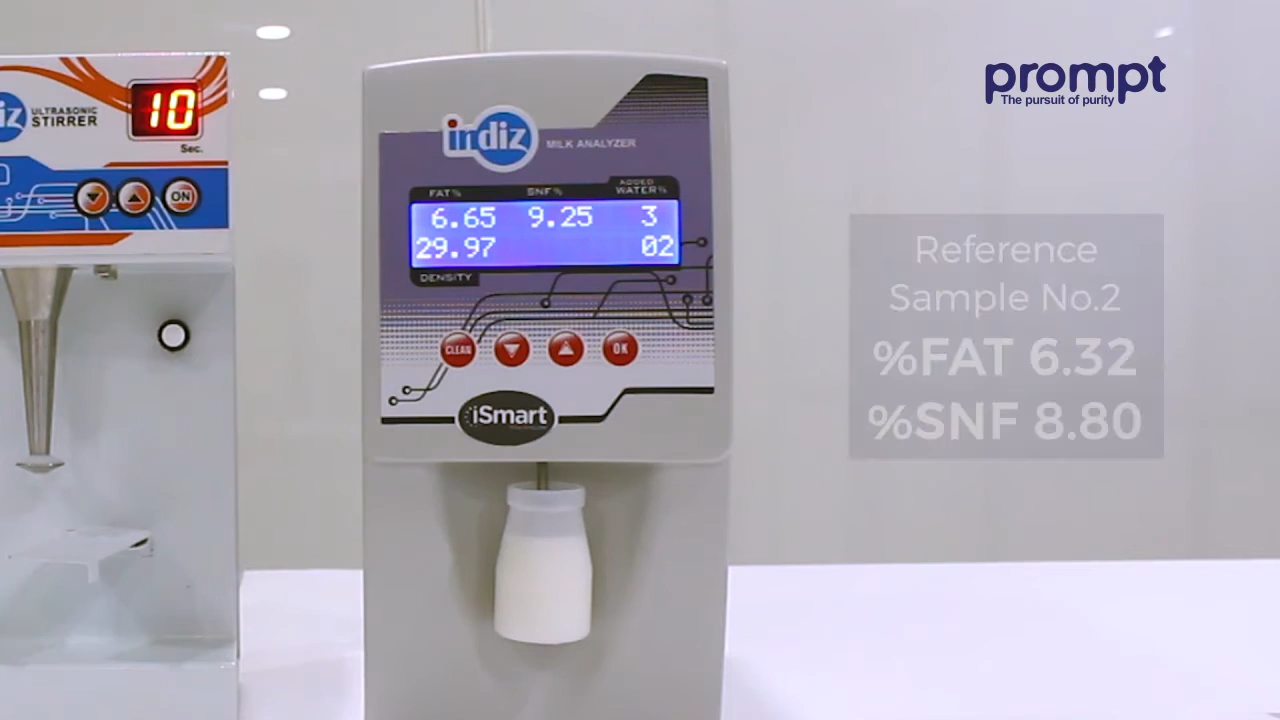 iz ULTRASONIC
STIRRER
10
Sec.
ON
indiz MILK ANALYZER
FAT% SNF% ADDED
WATER%
6.65 9.25 3
29.97 02
DENSITY
CLEAN OK
iSmart
prompt
The pursuit of purity
Reference
Sample No.2
%FAT 6.32
%SNF 8.80